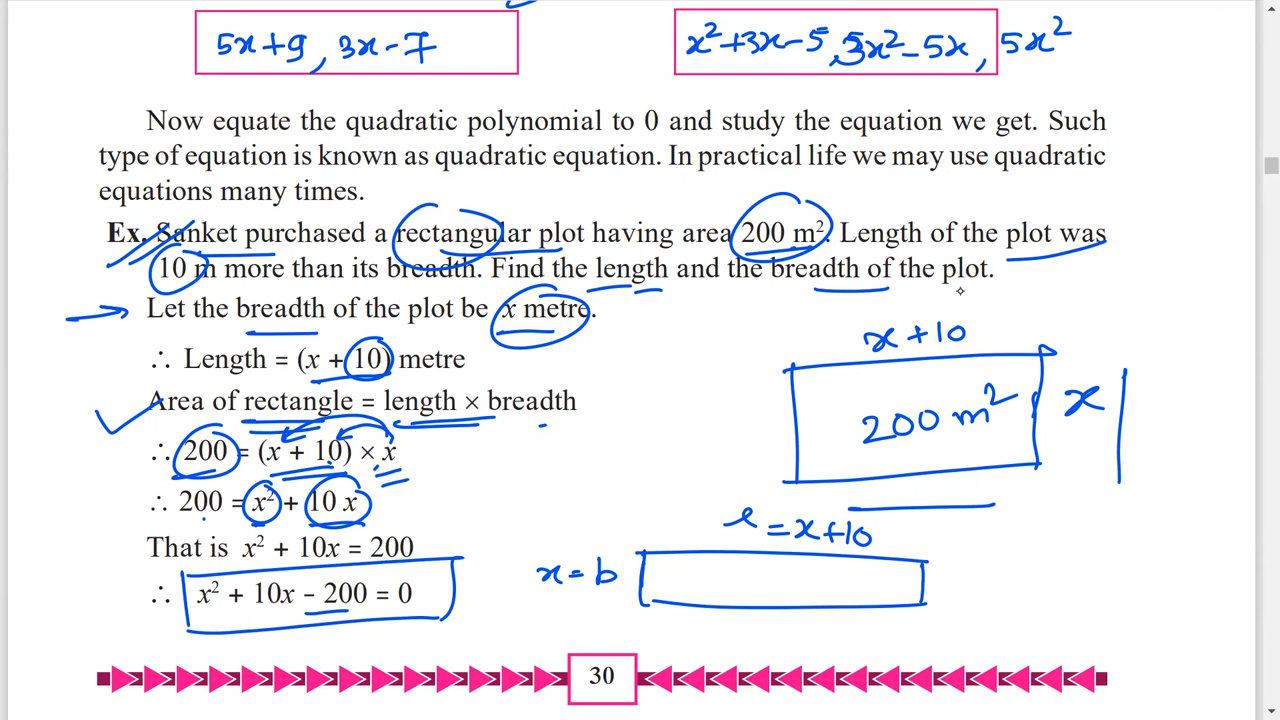 5x+9, 3x-7
x²+3x-5, 3x²-5x, 5x²
Now equate the quadratic polynomial to 0 and study the equation we get. Such
type of equation is known as quadratic equation. In practical life we may use quadratic
equations many times.
Ex. Sanket purchased a rectangular plot having area 200 m². Length of the plot was
10 m more than its breadth. Find the length and the breadth of the plot.
Let the breadth of the plot be x metre.
∴ Length = (x + 10) metre
Area of rectangle = length × breadth
∴ 200 = (x + 10) × x
∴ 200 = x² + 10 x
That is x² + 10x = 200
∴ x² + 10x - 200 = 0
x+10
200 m²
x
l = x+10
x = b
30